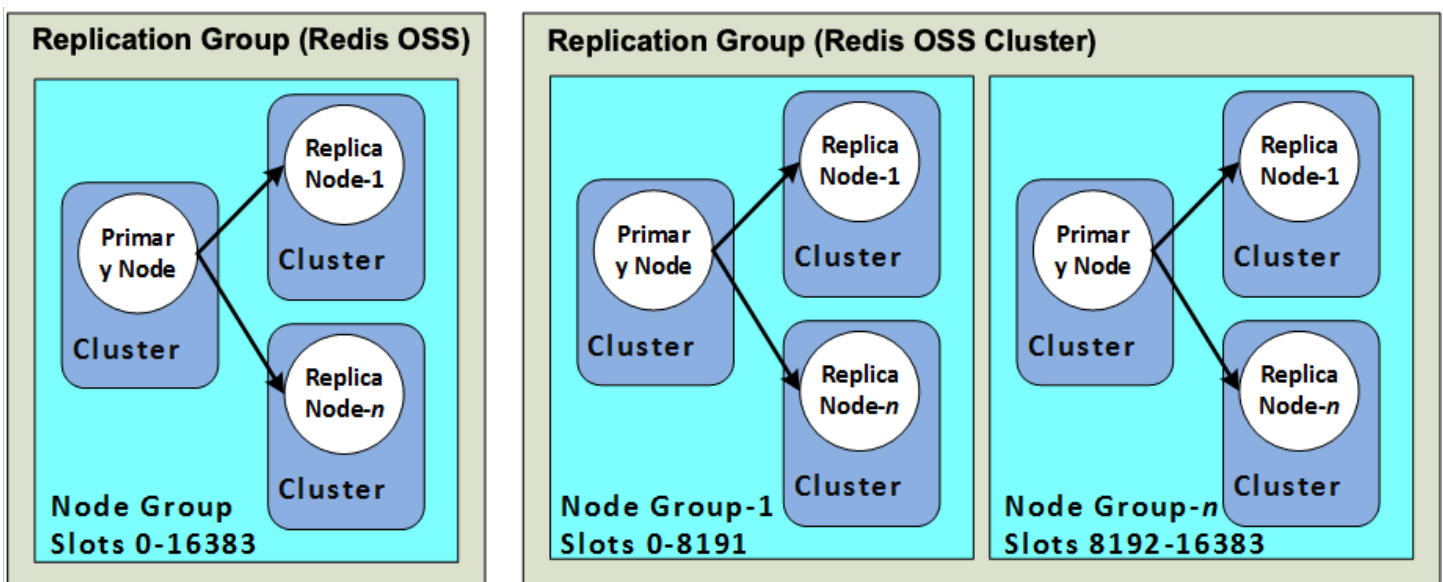 Replication Group (Redis OSS)
Replica
Node-1
Cluster
Primar
y Node
Cluster
Replica
Node-n
Cluster
Node Group
Slots 0-16383
Replication Group (Redis OSS Cluster)
Replica
Node-1
Cluster
Primar
y Node
Cluster
Replica
Node-n
Cluster
Node Group-1
Slots 0-8191
Replica
Node-1
Cluster
Primar
y Node
Cluster
Replica
Node-n
Cluster
Node Group-n
Slots 8192-16383